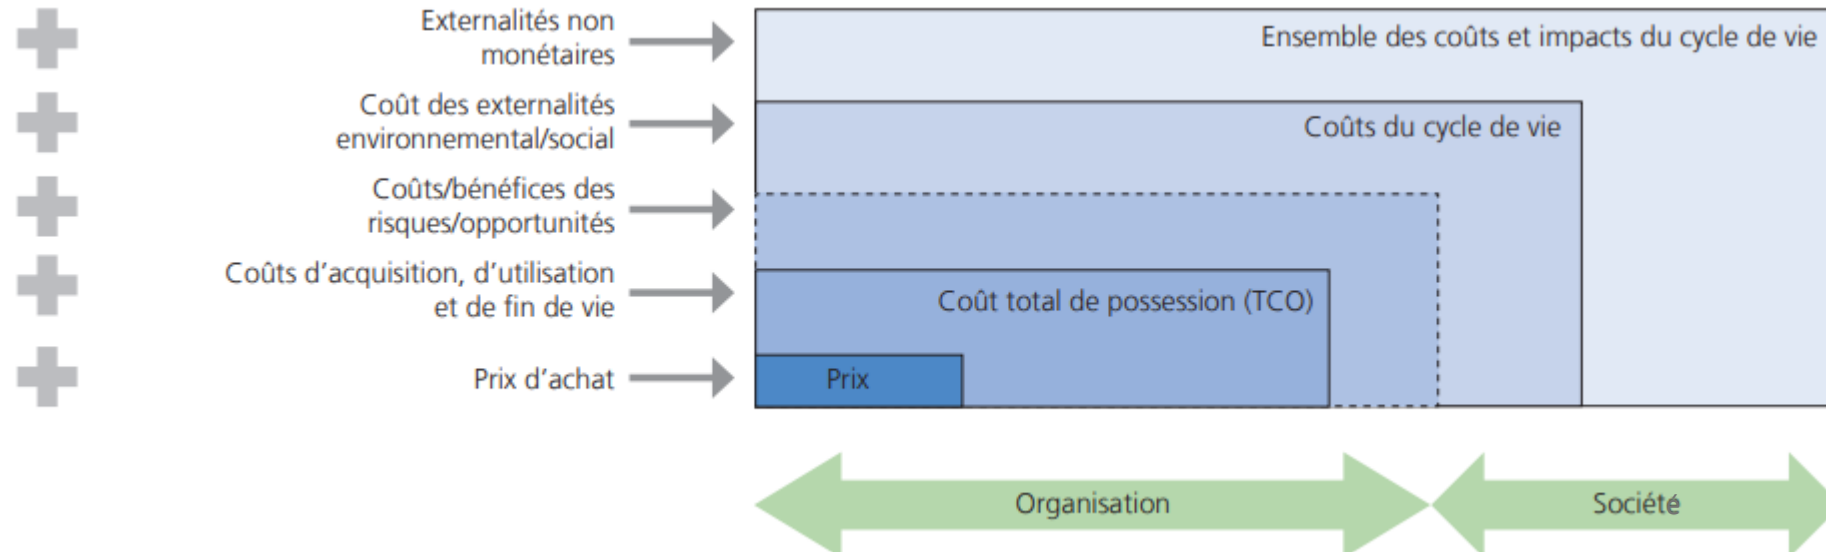 Externalités non
monétaires
Ensemble des coûts et impacts du cycle de vie
Coût des externalités
environnemental/social
Coûts du cycle de vie
Coûts/bénéfices des
risques/opportunités
Coûts d'acquisition, d'utilisation
et de fin de vie
Coût total de possession (TCO)
Prix d'achat
Prix
Organisation
Société